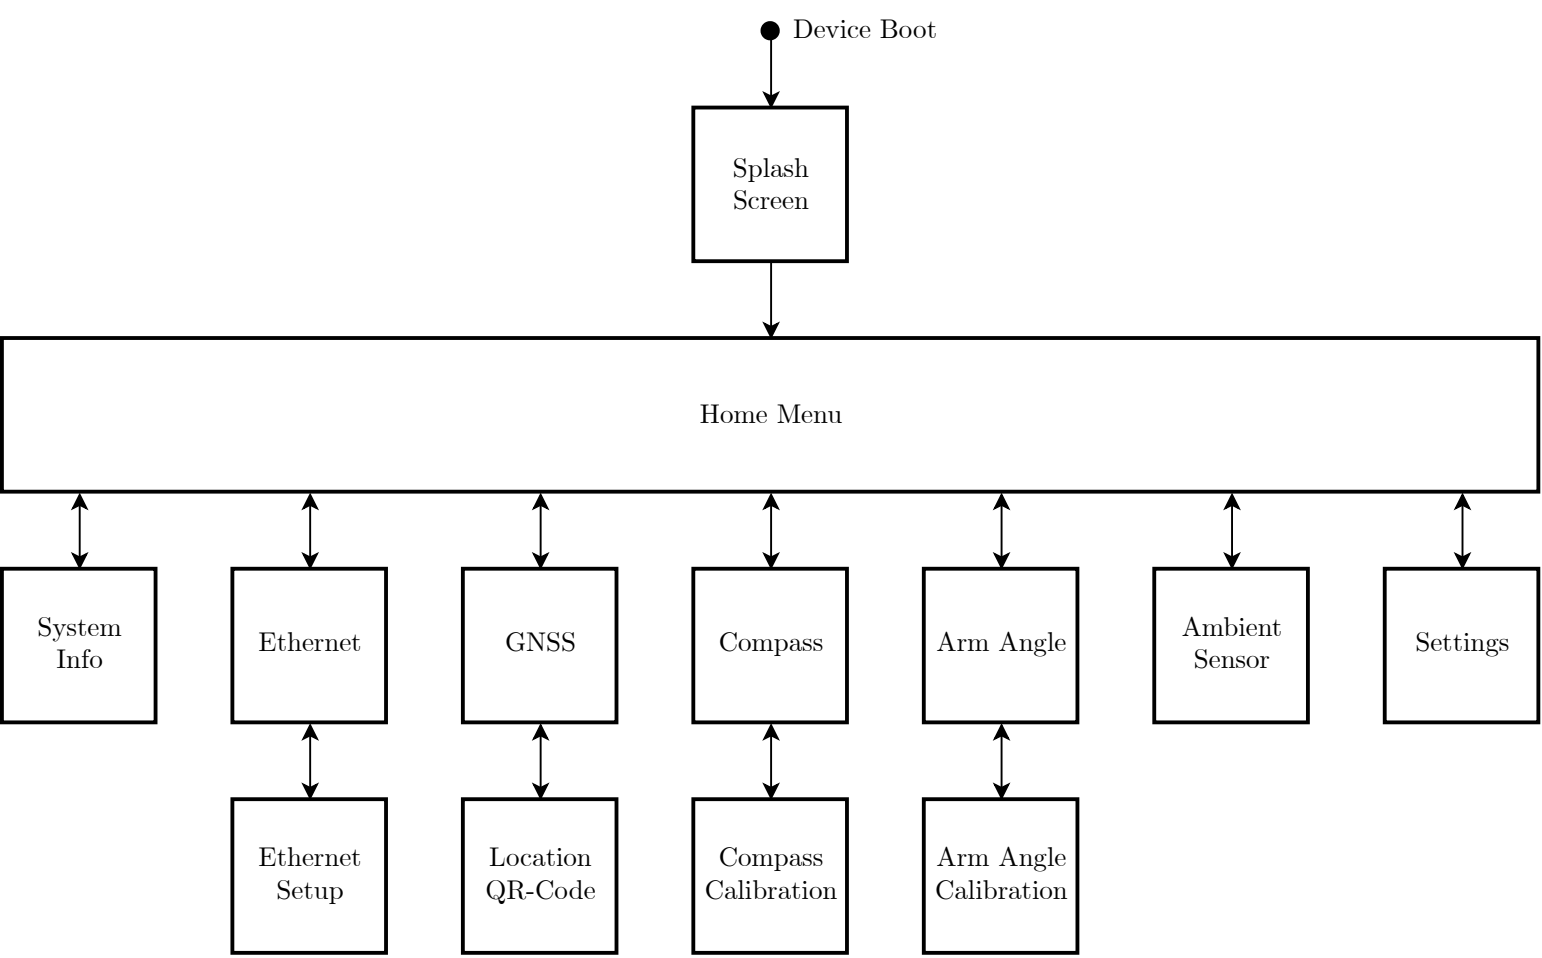 Device Boot
Splash
Screen
Home Menu
System
Info
Ethernet
GNSS
Compass
Arm Angle
Ambient
Sensor
Settings
Ethernet
Setup
Location
QR-Code
Compass
Calibration
Arm Angle
Calibration